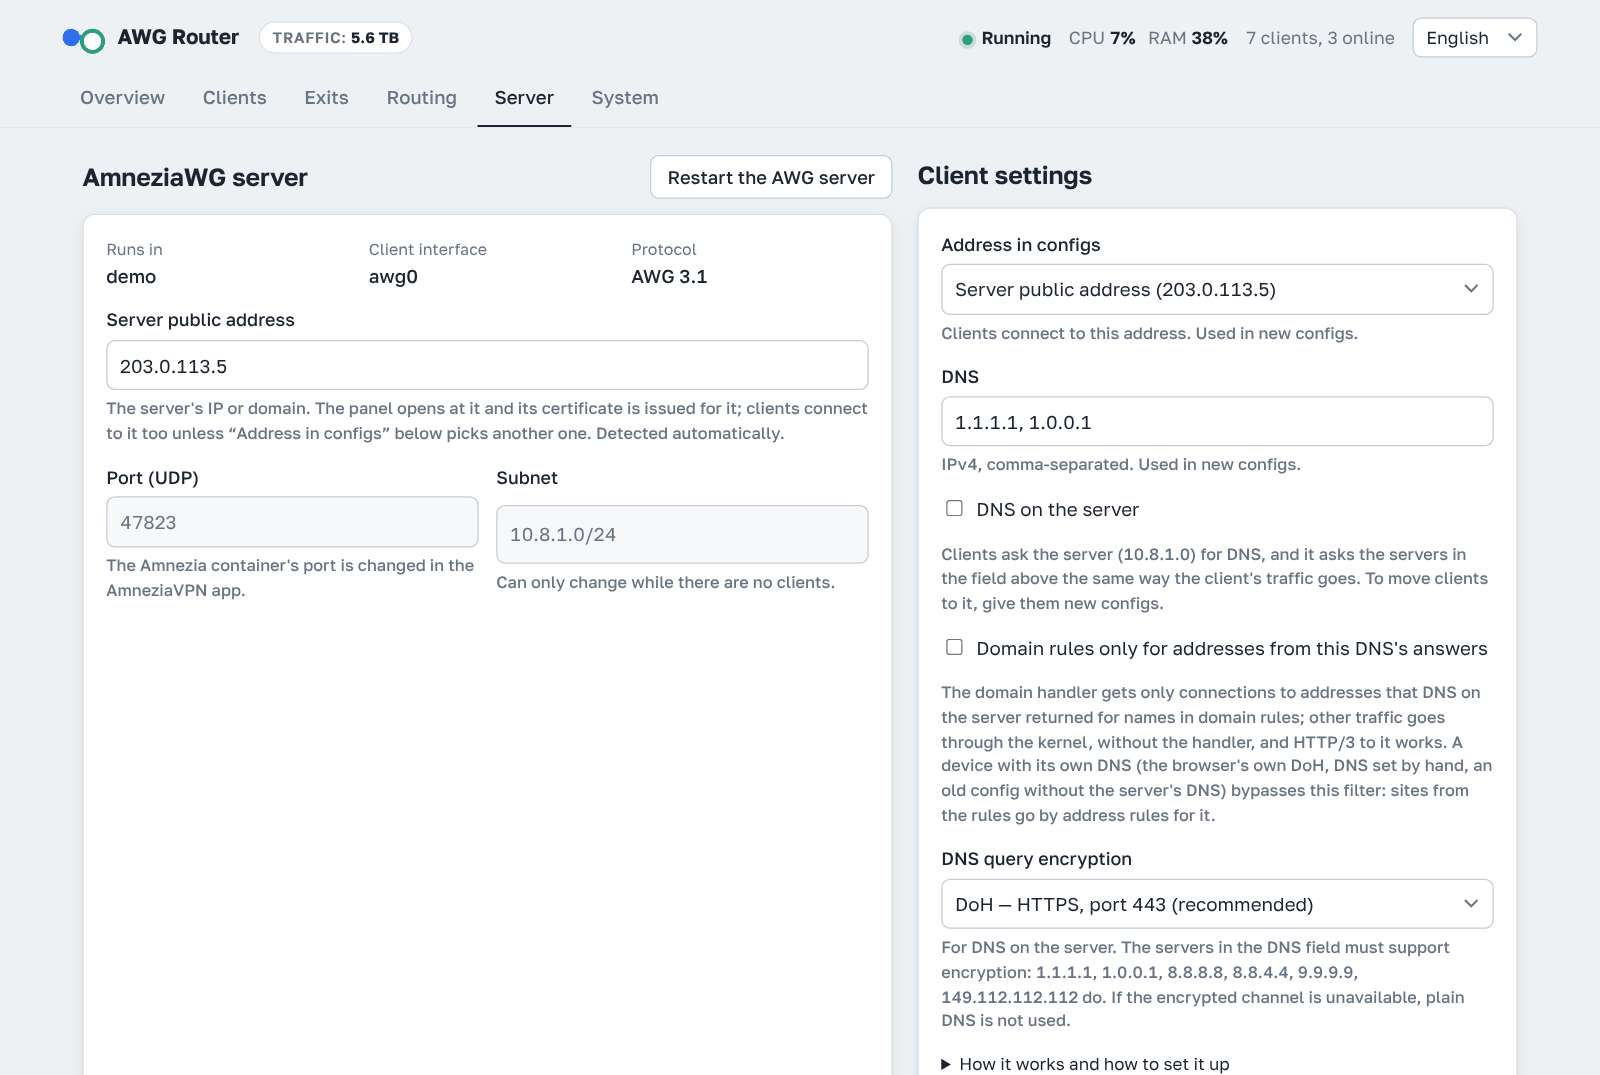 AWG Router
TRAFFIC: 5.6 TB
Running
CPU 7%
RAM 38%
7 clients, 3 online
English
Overview
Clients
Exits
Routing
Server
System
AmneziaWG server
Restart the AWG server
Runs in
demo
Client interface
awg0
Protocol
AWG 3.1
Server public address
203.0.113.5
The server's IP or domain. The panel opens at it and its certificate is issued for it; clients connect
to it too unless “Address in configs” below picks another one. Detected automatically.
Port (UDP)
47823
The Amnezia container's port is changed in the
AmneziaVPN app.
Subnet
10.8.1.0/24
Can only change while there are no clients.
Client settings
Address in configs
Server public address (203.0.113.5)
Clients connect to this address. Used in new configs.
DNS
1.1.1.1, 1.0.0.1
IPv4, comma-separated. Used in new configs.
DNS on the server
Clients ask the server (10.8.1.0) for DNS, and it asks the servers in
the field above the same way the client's traffic goes. To move clients
to it, give them new configs.
Domain rules only for addresses from this DNS's answers
The domain handler gets only connections to addresses that DNS on
the server returned for names in domain rules; other traffic goes
through the kernel, without the handler, and HTTP/3 to it works. A
device with its own DNS (the browser's own DoH, DNS set by hand, an
old config without the server's DNS) bypasses this filter: sites from
the rules go by address rules for it.
DNS query encryption
DoH — HTTPS, port 443 (recommended)
For DNS on the server. The servers in the DNS field must support
encryption: 1.1.1.1, 1.0.0.1, 8.8.8.8, 8.8.4.4, 9.9.9.9,
149.112.112.112 do. If the encrypted channel is unavailable, plain
DNS is not used.
How it works and how to set it up